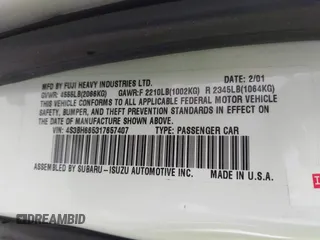 MFD. BY FUJI HEAVY INDUSTRIES LTD. DATE: 2/01
GVWR: 4555LB(2066KG) GAWR:F 2210LB(1002KG) R 2345LB(1064KG)
THIS VEHICLE CONFORMS TO ALL APPLICABLE FEDERAL MOTOR VEHICLE
SAFETY, BUMPER, AND THEFT PREVENTION STANDARDS IN EFFECT ON
THE DATE OF MANUFACTURE SHOWN ABOVE.
VIN: 4S3BH665317657407 TYPE: PASSENGER CAR
ASSEMBLED BY SUBARU-ISUZU AUTOMOTIVE INC. MADE IN U.S.A.
DREAMBID